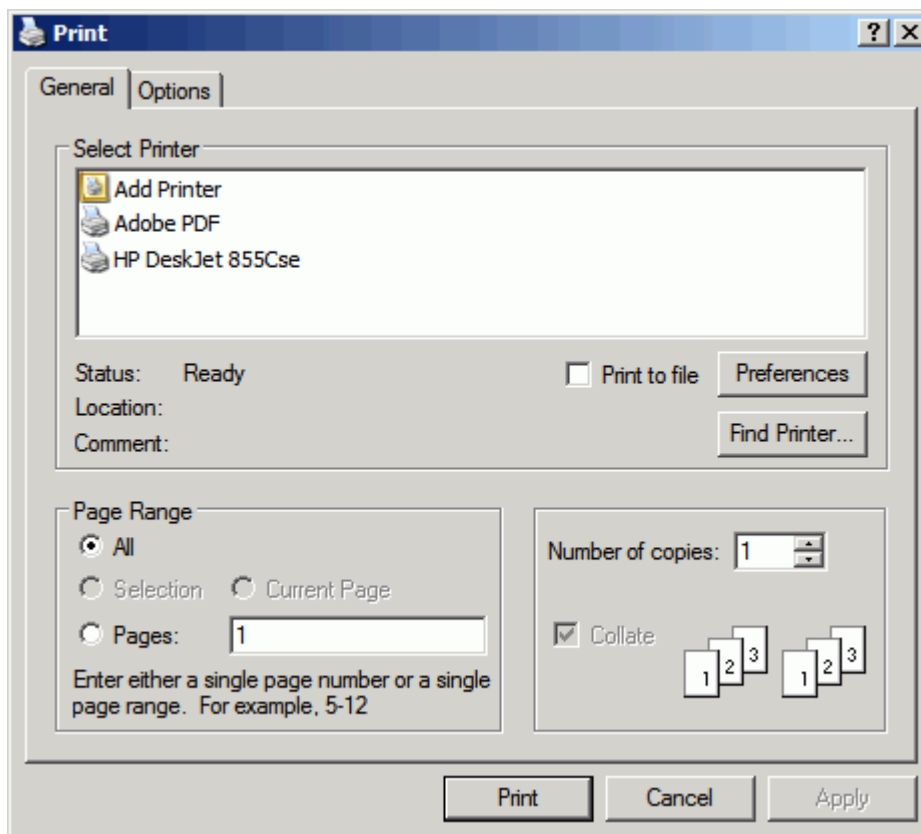 Print
General Options
Select Printer
Add Printer
Adobe PDF
HP DeskJet 855Cse
Status: Ready
Print to file
Preferences
Location:
Comment:
Find Printer...
Page Range
All
Selection Current Page
Pages: 1
Enter either a single page number or a single
page range. For example, 5-12
Number of copies: 1
Collate
1 2 3 1 2 3
Print Cancel Apply